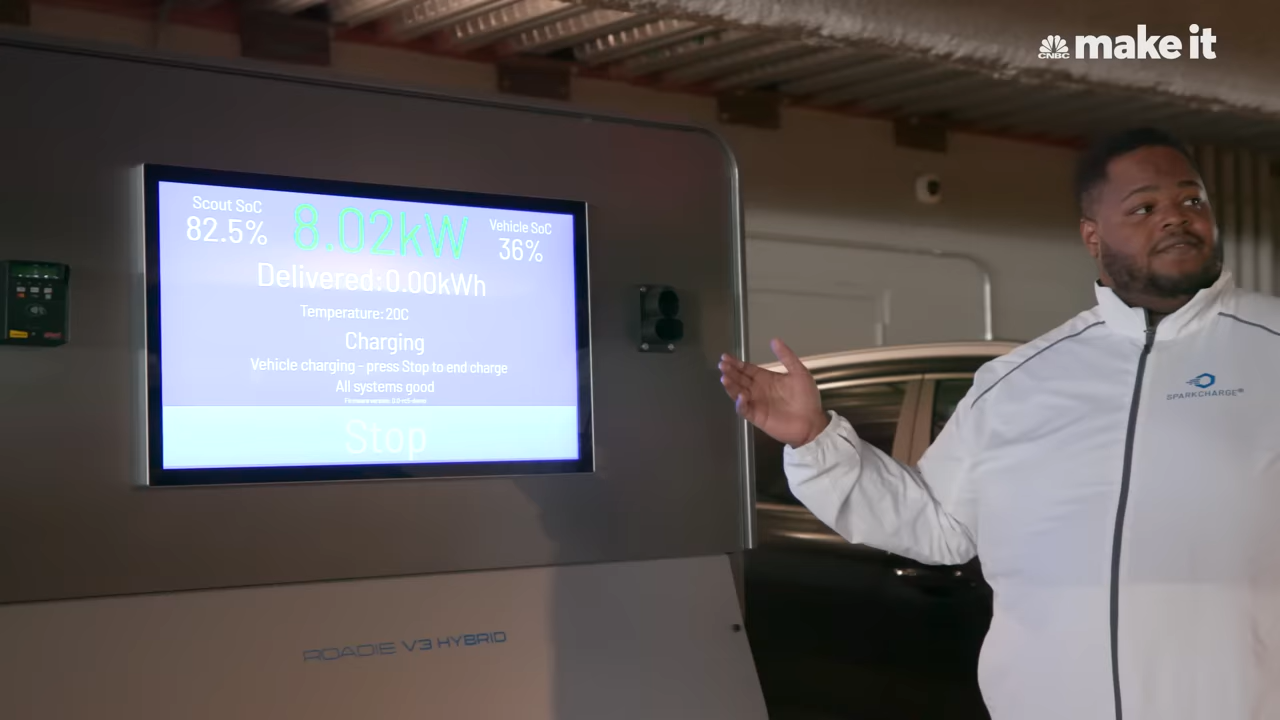 CNBC make it
Scout SoC
82.5%
8.02kW
Vehicle SoC
36%
Delivered:0.00kWh
Temperature:20C
Charging
Vehicle charging - press Stop to end charge
All systems good
Stop
SPARKCHARGE
ROADIE V3 HYBRID